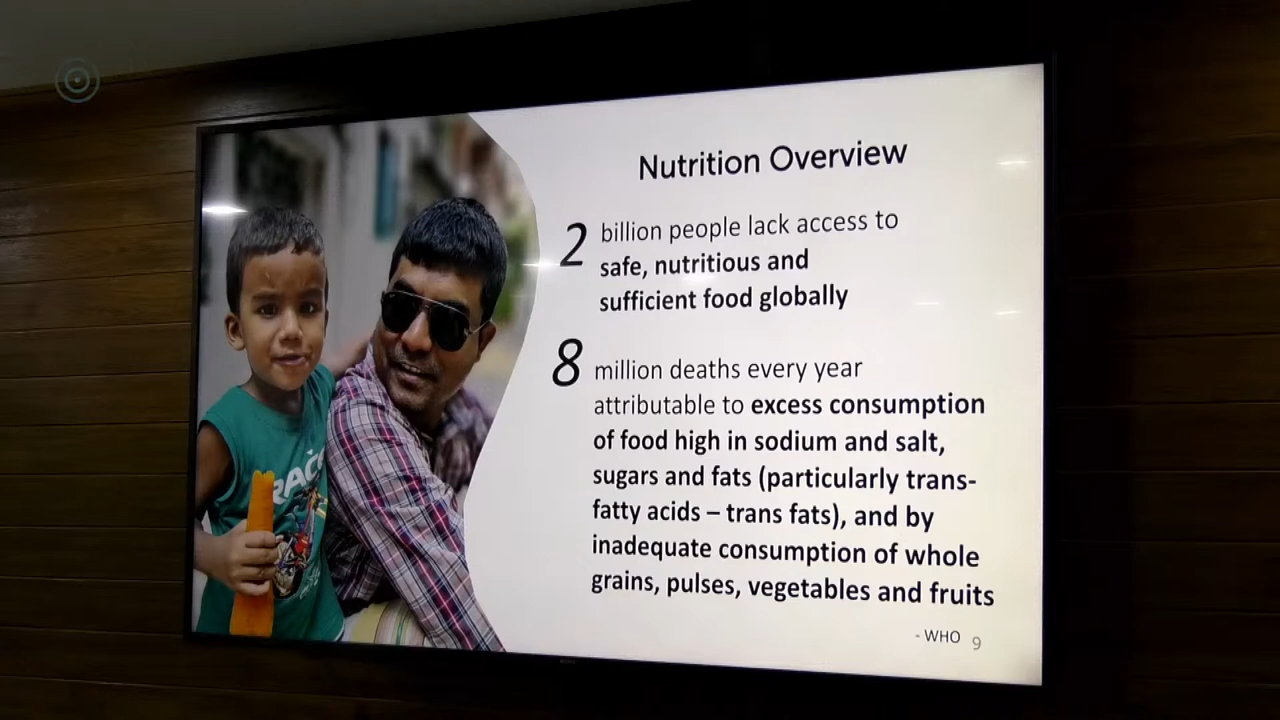 Nutrition Overview
2 billion people lack access to
safe, nutritious and
sufficient food globally
8 million deaths every year
attributable to excess consumption
of food high in sodium and salt,
sugars and fats (particularly trans-
fatty acids – trans fats), and by
inadequate consumption of whole
grains, pulses, vegetables and fruits
- WHO 9